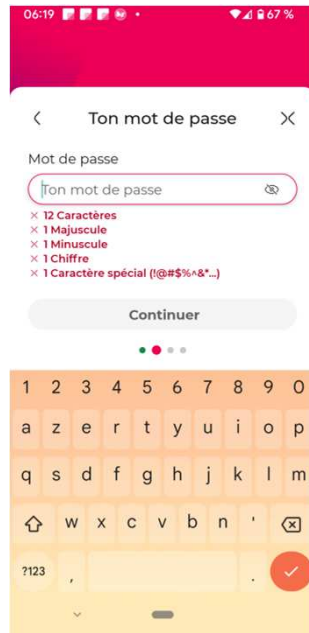 06:19
67 %
Ton mot de passe
Mot de passe
Ton mot de passe
× 12 Caractères
× 1 Majuscule
× 1 Minuscule
× 1 Chiffre
× 1 Caractère spécial (!@#$%^&*...)
Continuer
1 2 3 4 5 6 7 8 9 0
a z e r t y u i o p
q s d f g h j k l m
w x c v b n '
?123 , .